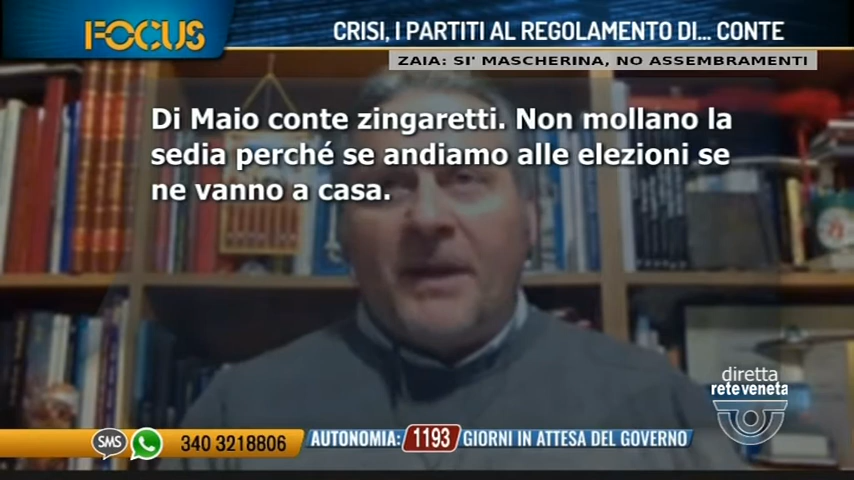 FOCUS
CRISI, I PARTITI AL REGOLAMENTO DI... CONTE
ZAIA: SI' MASCHERINA, NO ASSEMBRAMENTI
Di Maio conte zingaretti. Non mollano la
sedia perché se andiamo alle elezioni se
ne vanno a casa.
diretta
reteveneta
SMS 340 3218806 AUTONOMIA: 1193 GIORNI IN ATTESA DEL GOVERNO